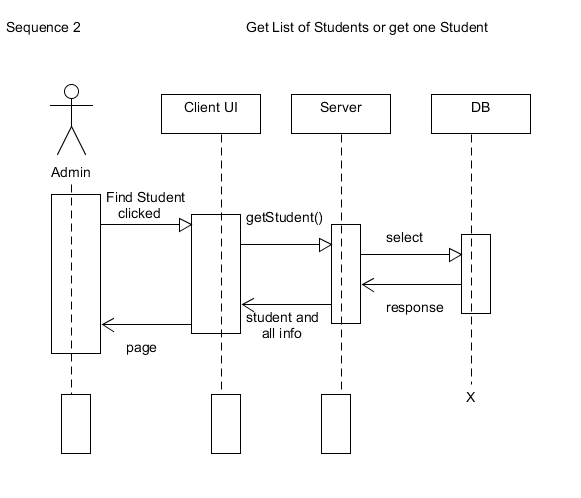 Sequence 2
Get List of Students or get one Student
Client UI
Server
DB
Admin
Find Student
clicked
getStudent()
select
response
student and
all info
page
X